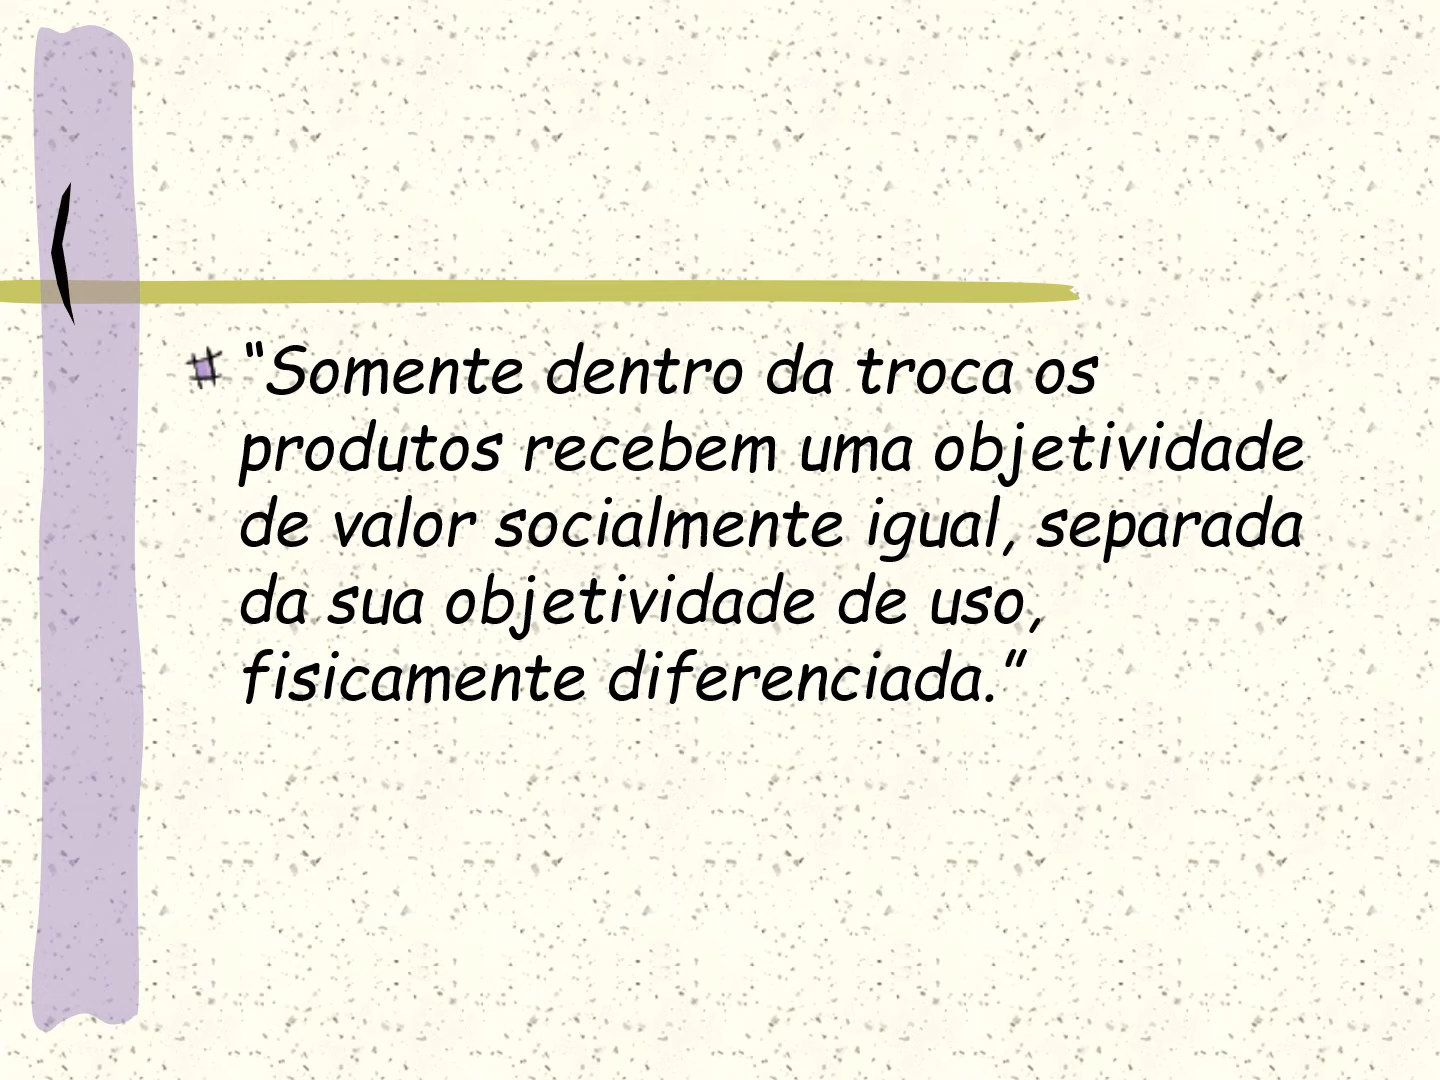 “Somente dentro da troca os
produtos recebem uma objetividade
de valor socialmente igual, separada
da sua objetividade de uso,
fisicamente diferenciada.”